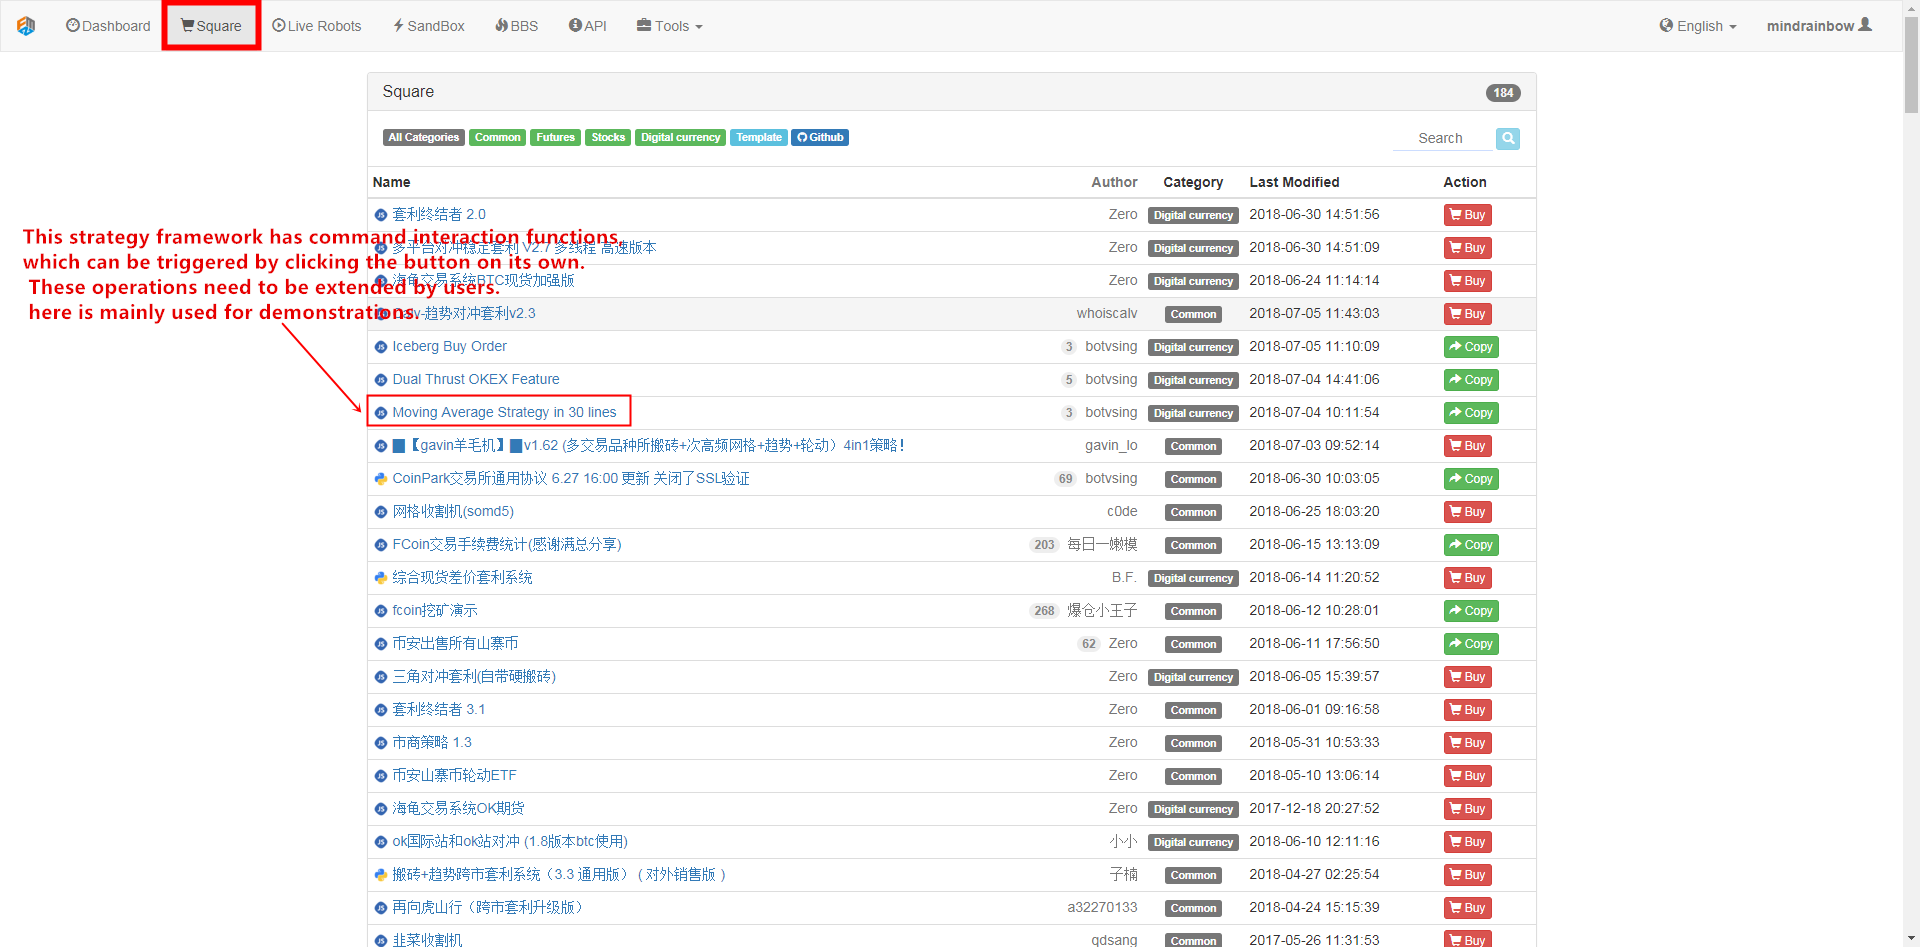 Dashboard Square Live Robots SandBox BBS API Tools English mindrainbow
Square 184
All Categories Common Futures Stocks Digital currency Template Github Search
Name Author Category Last Modified Action
套利终结者 2.0 Zero Digital currency 2018-06-30 14:51:56 Buy
This strategy framework has command interaction functions,
多平台对冲稳定套利 V2.7 多线程 高速版本 Zero Digital currency 2018-06-30 14:51:09 Buy
which can be triggered by clicking the button on its own.
海龟交易系统BTC现货加强版 Zero Digital currency 2018-06-24 11:14:14 Buy
These operations need to be extended by users.
here is mainly used for demonstrations.
-趋势对冲套利v2.3 whoiscalv Common 2018-07-05 11:43:03 Buy
Iceberg Buy Order 3 botvsing Digital currency 2018-07-05 11:10:09 Copy
Dual Thrust OKEX Feature 5 botvsing Digital currency 2018-07-04 14:41:06 Copy
Moving Average Strategy in 30 lines 3 botvsing Digital currency 2018-07-04 10:11:54 Copy
█【gavin羊毛机】█v1.62 (多交易品种所搬砖+次高频网格+趋势+轮动）4in1策略! gavin_lo Common 2018-07-03 09:52:14 Buy
CoinPark交易所通用协议 6.27 16:00 更新 关闭了SSL验证 69 botvsing Common 2018-06-30 10:03:05 Copy
网格收割机(somd5) c0de Common 2018-06-25 18:03:20 Buy
FCoin交易手续费统计(感谢满总分享) 203 每日一嫩模 Common 2018-06-15 13:13:09 Copy
综合现货差价套利系统 B.F. Digital currency 2018-06-14 11:20:52 Buy
fcoin挖矿演示 268 爆仓小王子 Common 2018-06-12 10:28:01 Copy
币安出售所有山寨币 62 Zero Common 2018-06-11 17:56:50 Copy
三角对冲套利(自带硬搬砖) Zero Digital currency 2018-06-05 15:39:57 Buy
套利终结者 3.1 Zero Common 2018-06-01 09:16:58 Buy
市商策略 1.3 Zero Common 2018-05-31 10:53:33 Buy
币安山寨币轮动ETF Zero Common 2018-05-10 13:06:14 Buy
海龟交易系统OK期货 Zero Digital currency 2017-12-18 20:27:52 Buy
ok国际站和ok站对冲 (1.8版本btc使用) 小小 Digital currency 2018-06-10 12:11:16 Buy
搬砖+趋势跨市套利系统（3.3 通用版） ( 对外销售版 ) 子楠 Common 2018-04-27 02:25:54 Buy
再向虎山行（跨市套利升级版） a32270133 Common 2018-04-24 15:15:39 Buy
韭菜收割机 qdsang Common 2017-05-26 11:31:53 Buy